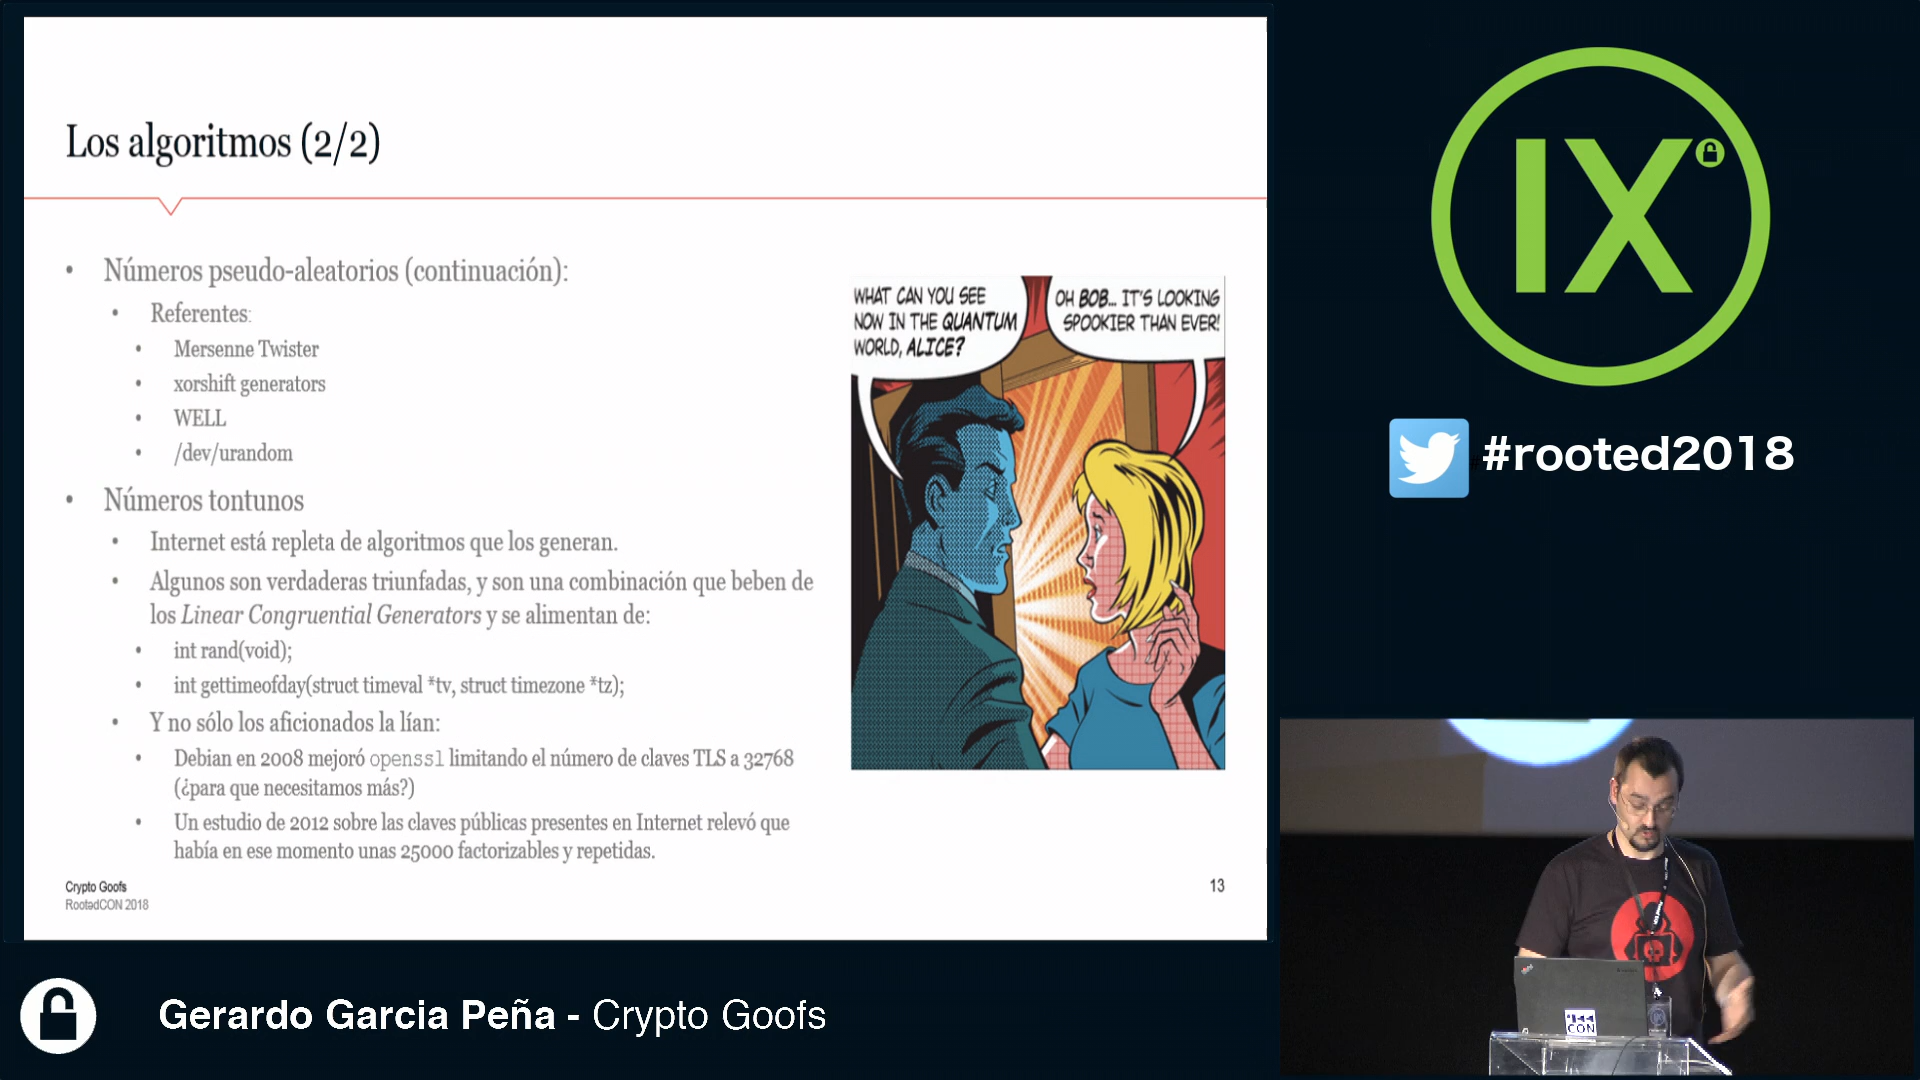 Los algoritmos (2/2)
• Números pseudo-aleatorios (continuación):
• Referentes:
• Mersenne Twister
• xorshift generators
• WELL
• /dev/urandom
• Números tontunos
• Internet está repleta de algoritmos que los generan.
• Algunos son verdaderas triunfadas, y son una combinación que beben de
los Linear Congruential Generators y se alimentan de:
• int rand(void);
• int gettimeofday(struct timeval *tv, struct timezone *tz);
• Y no sólo los aficionados la lían:
• Debian en 2008 mejoró openssl limitando el número de claves TLS a 32768
(¿para que necesitamos más?)
• Un estudio de 2012 sobre las claves públicas presentes en Internet relevó que
había en ese momento unas 25000 factorizables y repetidas.
WHAT CAN YOU SEE
NOW IN THE QUANTUM
WORLD, ALICE?
OH BOB... IT'S LOOKING
SPOOKIER THAN EVER!
Crypto Goofs
RootedCON 2018
13
IX
#rooted2018
CON
IX
Gerardo Garcia Peña - Crypto Goofs